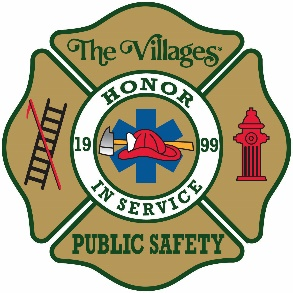 The Villages
HONOR
19 99
IN SERVICE
PUBLIC SAFETY